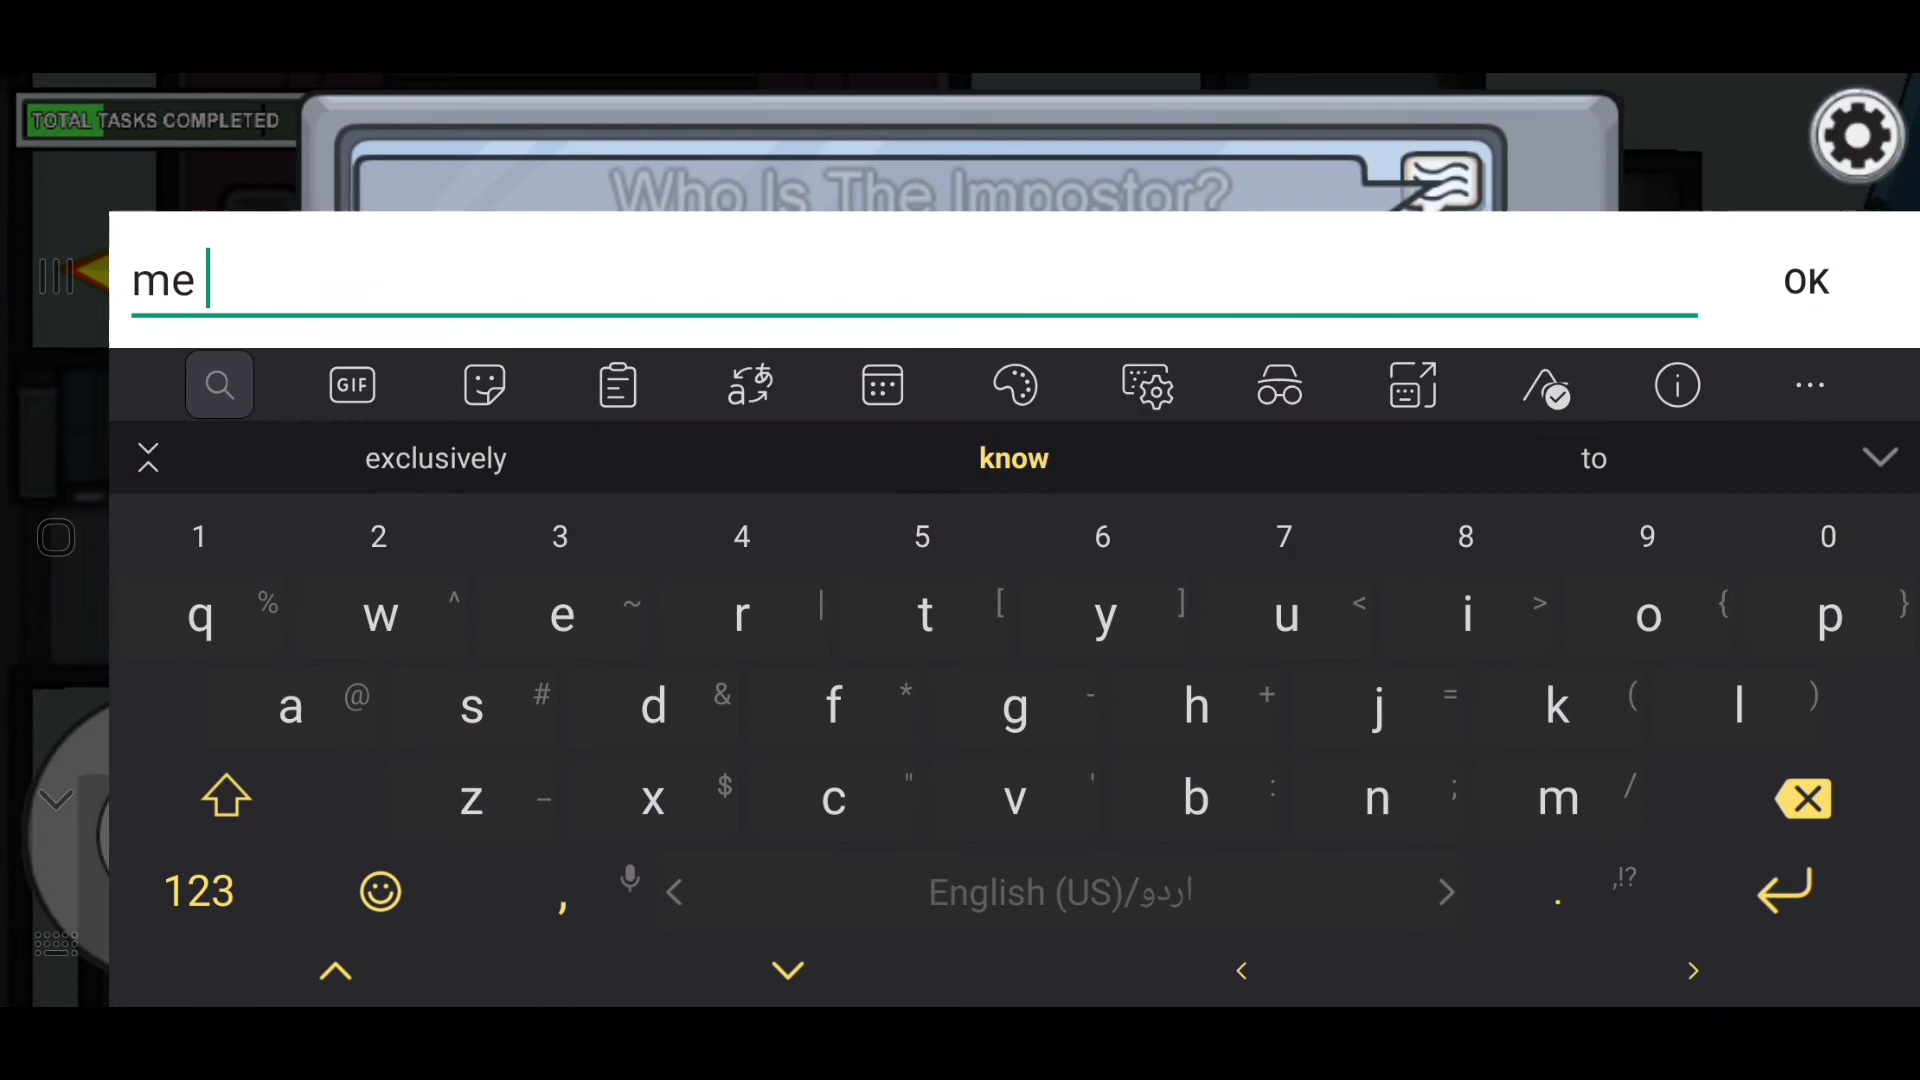 TOTAL TASKS COMPLETED
Who Is The Impostor?
me
OK
GIF
exclusively know to
1 2 3 4 5 6 7 8 9 0
q % w ^ e ~ r | t [ y ] u < i > o { p }
a @ s # d & f * g - h + j = k ( l )
z _ x $ c " v ' b : n ; m /
123 , English (US)/اردو . ,!?